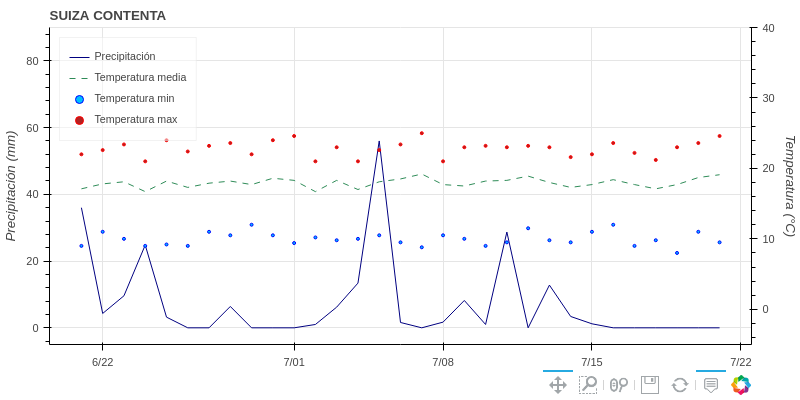 SUIZA CONTENTA
Precipitación
Temperatura media
Temperatura min
Temperatura max
80
60
40
20
0
Precipitación (mm)
40
30
20
10
0
Temperatura (°C)
6/22
7/01
7/08
7/15
7/22